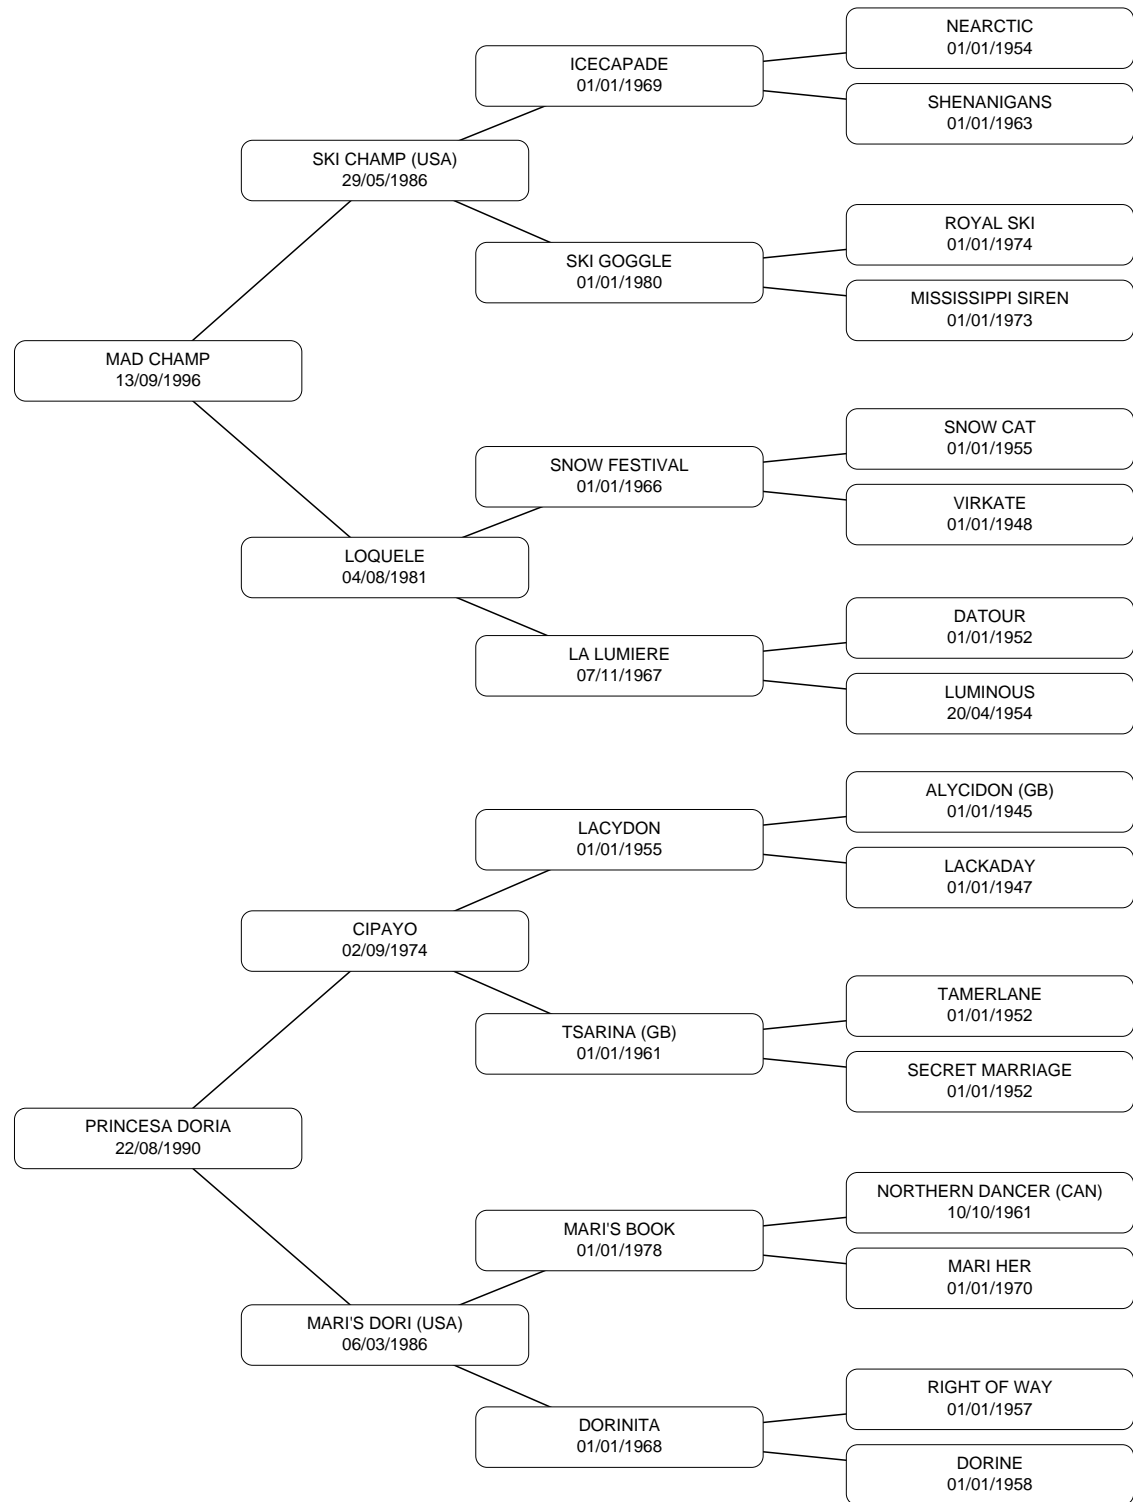 NEARCTIC
01/01/1954
ICECAPADE
01/01/1969
SHENANIGANS
01/01/1963
SKI CHAMP (USA)
29/05/1986
ROYAL SKI
01/01/1974
SKI GOGGLE
01/01/1980
MISSISSIPPI SIREN
01/01/1973
MAD CHAMP
13/09/1996
SNOW CAT
01/01/1955
SNOW FESTIVAL
01/01/1966
VIRKATE
01/01/1948
LOQUELE
04/08/1981
DATOUR
01/01/1952
LA LUMIERE
07/11/1967
LUMINOUS
20/04/1954
ALYCIDON (GB)
01/01/1945
LACYDON
01/01/1955
LACKADAY
01/01/1947
CIPAYO
02/09/1974
TAMERLANE
01/01/1952
TSARINA (GB)
01/01/1961
SECRET MARRIAGE
01/01/1952
PRINCESA DORIA
22/08/1990
NORTHERN DANCER (CAN)
10/10/1961
MARI'S BOOK
01/01/1978
MARI HER
01/01/1970
MARI'S DORI (USA)
06/03/1986
RIGHT OF WAY
01/01/1957
DORINITA
01/01/1968
DORINE
01/01/1958